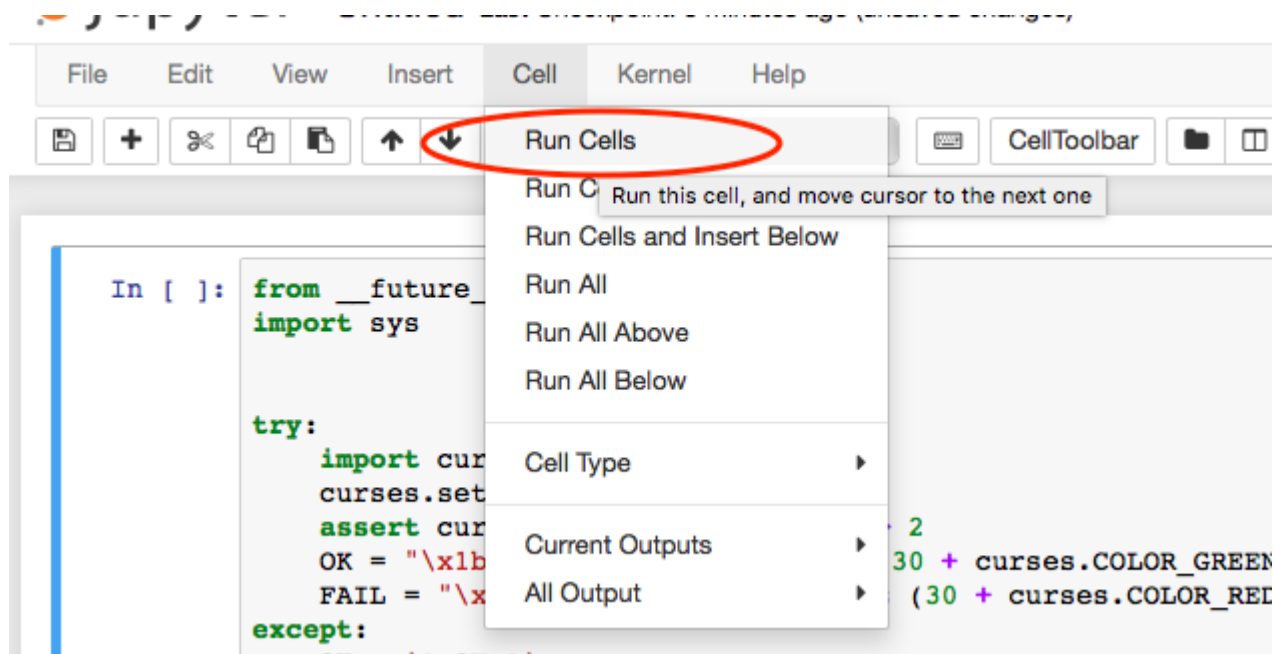 File Edit View Insert Cell Kernel Help
CellToolbar
Run Cells
Run C
Run this cell, and move cursor to the next one
Run Cells and Insert Below
Run All
Run All Above
Run All Below
Cell Type
Current Outputs
All Output
In [ ]: from __future_
import sys
try:
import cur
curses.set
assert cur 2
OK = "\x1b 30 + curses.COLOR_GREEN
FAIL = "\x (30 + curses.COLOR_RED
except: